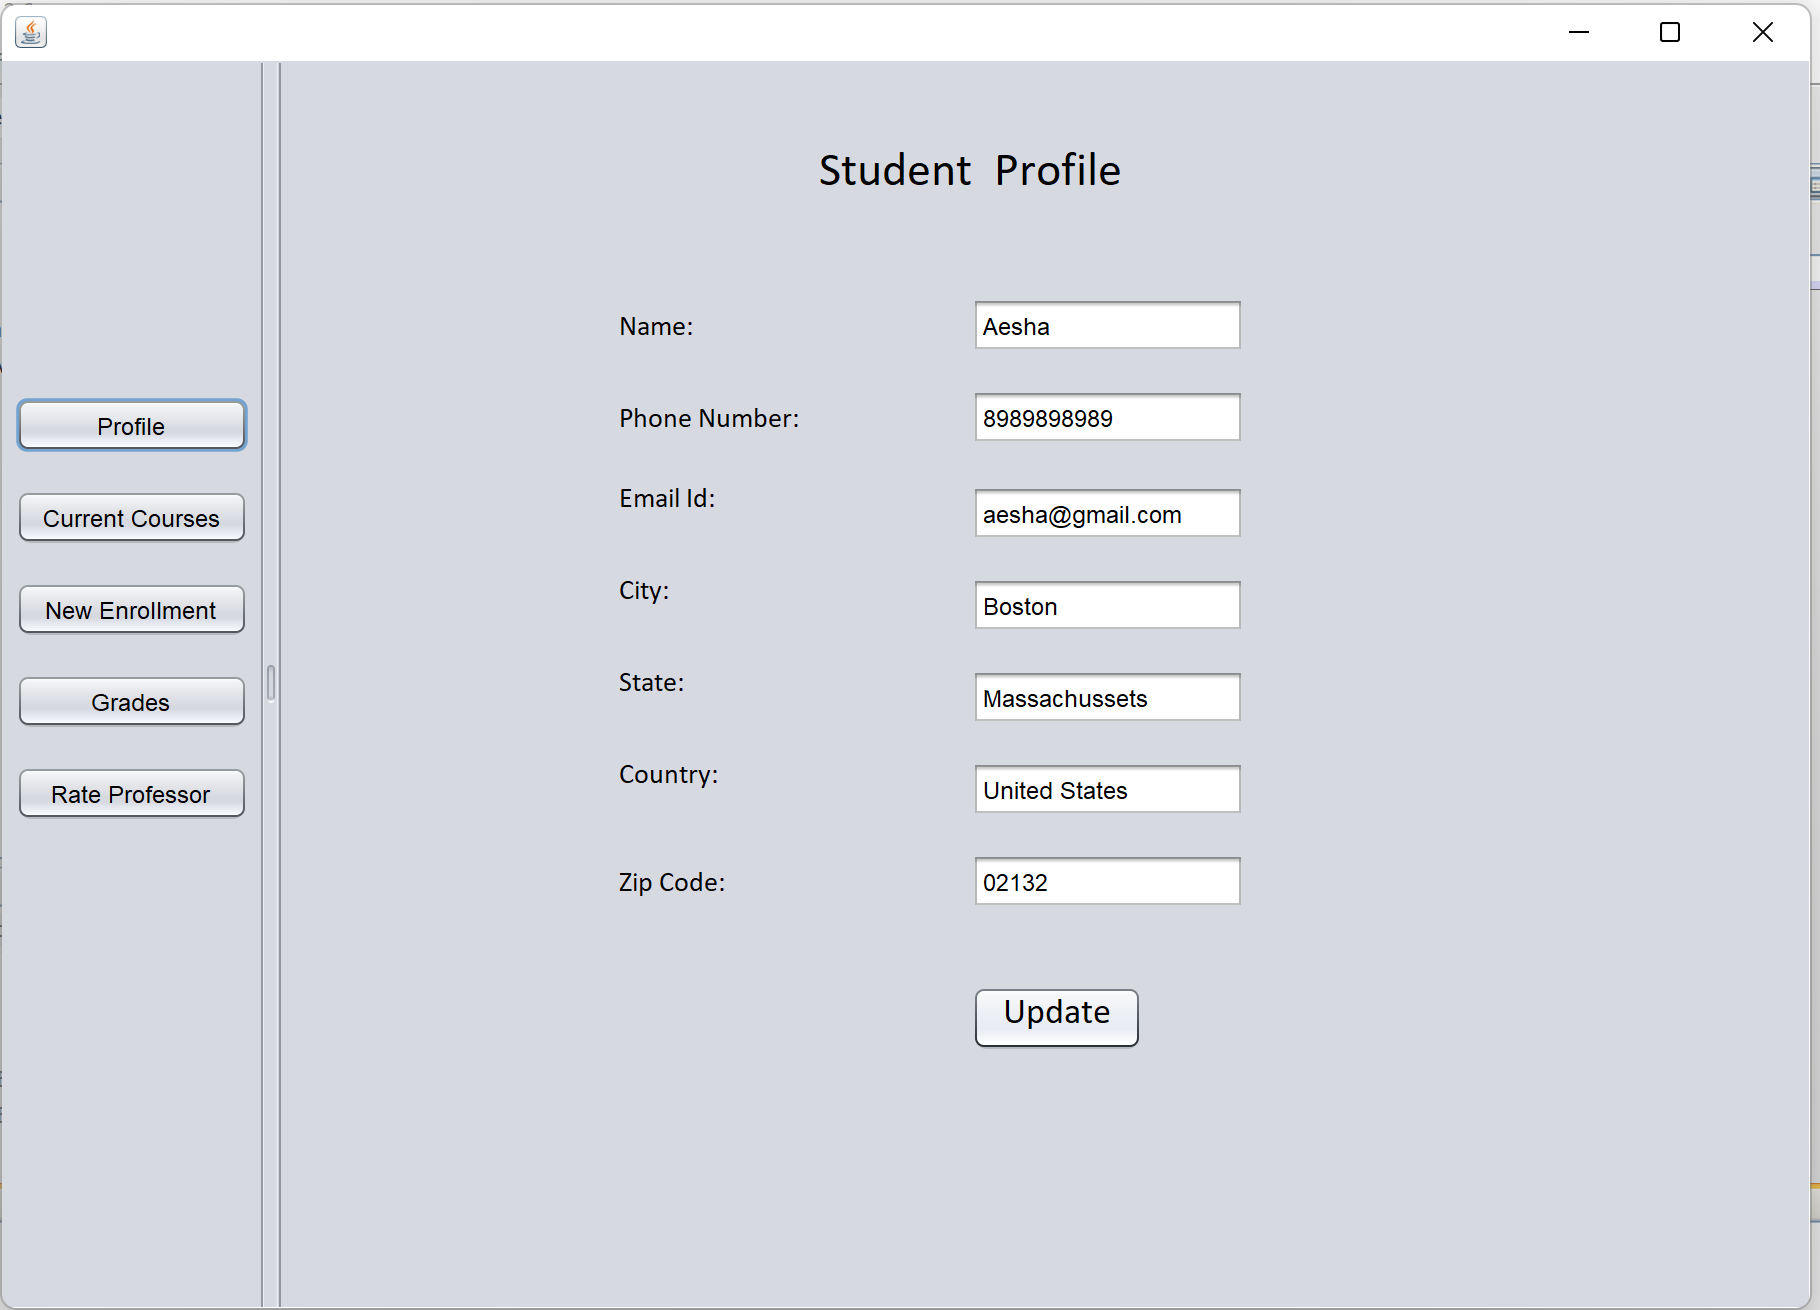 Student Profile
Name: Aesha
Phone Number: 8989898989
Email Id: aesha@gmail.com
City: Boston
State: Massachussets
Country: United States
Zip Code: 02132
Update
Profile
Current Courses
New Enrollment
Grades
Rate Professor